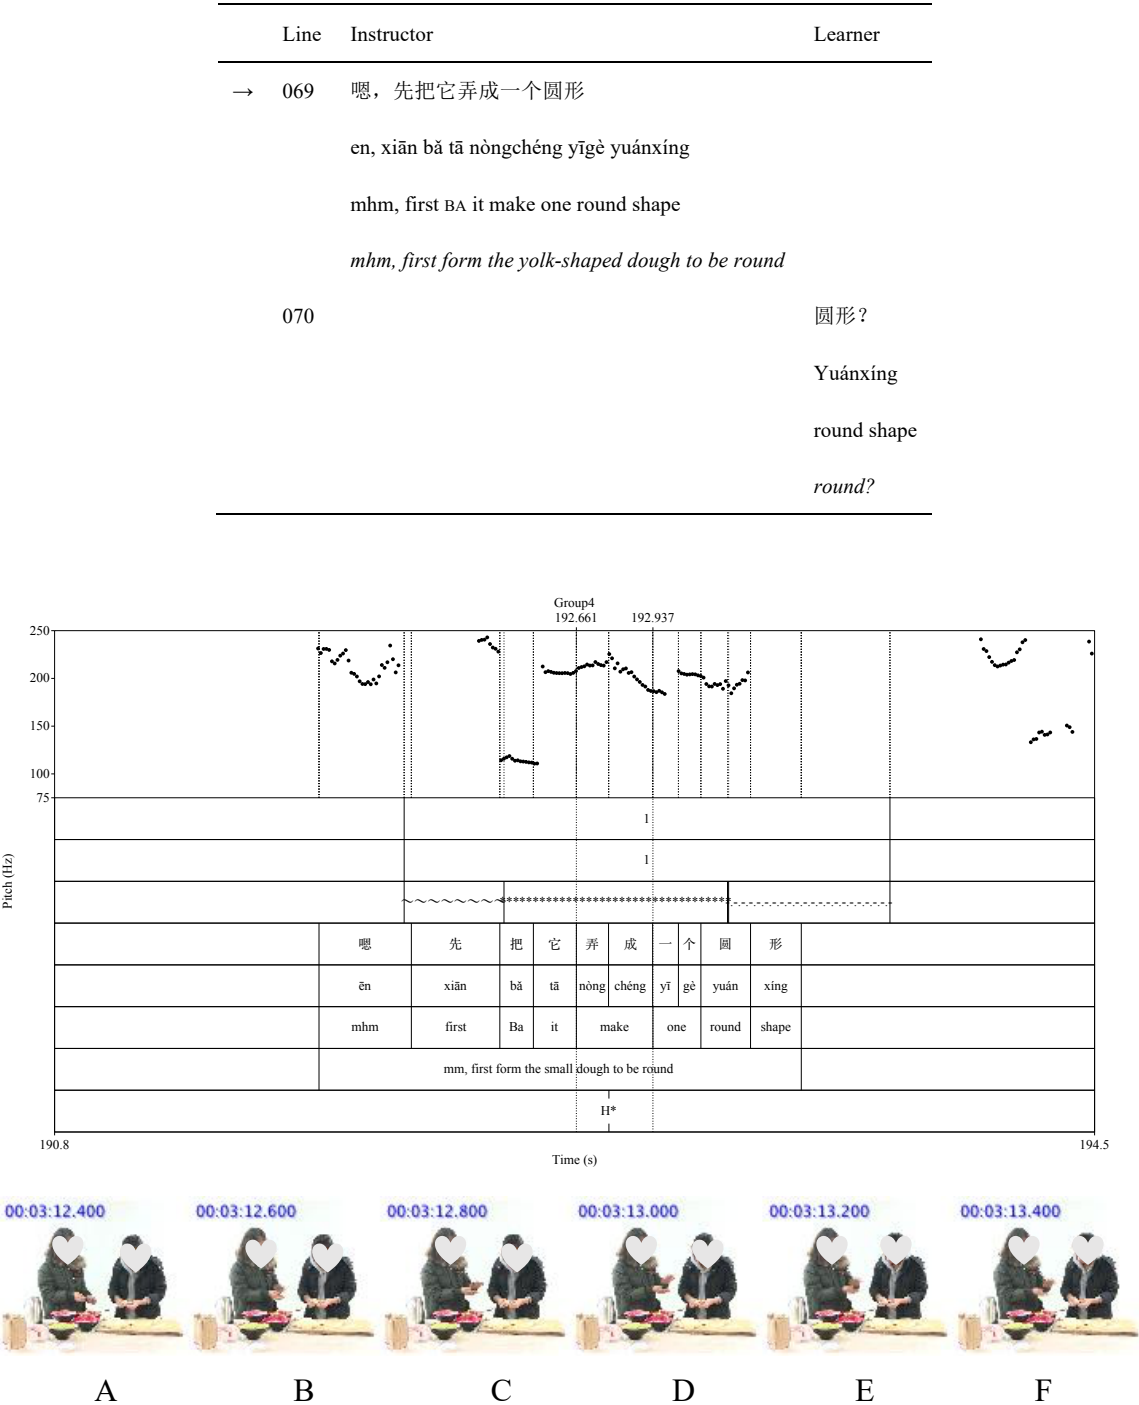 Line Instructor Learner
→ 069 嗯，先把它弄成一个圆形
en, xiān bǎ tā nòngchéng yīgè yuánxíng
mhm, first BA it make one round shape
mhm, first form the yolk-shaped dough to be round
070 圆形？
Yuánxíng
round shape
round?
Group4
192.661 192.937
250
200
150
100
75
Pitch (Hz)
1
1
~~~~~~~~~~~~~~~~~~~~~~~~~~~~~~~~~~~~~~~~~~~~~~~~-----------------------------
嗯 先 把 它 弄 成 一 个 圆 形
ēn xiān bǎ tā nòng chéng yī gè yuán xíng
mhm first Ba it make one round shape
mm, first form the small dough to be round
H*
190.8 194.5
Time (s)
00:03:12.400 00:03:12.600 00:03:12.800 00:03:13.000 00:03:13.200 00:03:13.400
A B C D E F